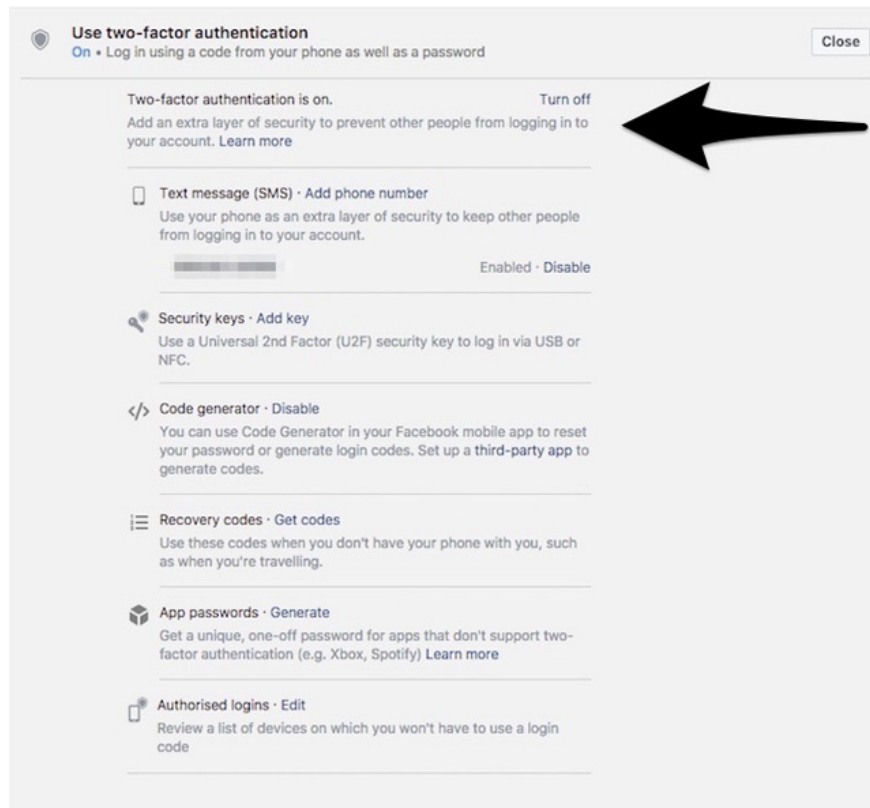 Use two-factor authentication
On • Log in using a code from your phone as well as a password
Close
Two-factor authentication is on. Turn off
Add an extra layer of security to prevent other people from logging in to
your account. Learn more
Text message (SMS) · Add phone number
Use your phone as an extra layer of security to keep other people
from logging in to your account.
Enabled · Disable
Security keys · Add key
Use a Universal 2nd Factor (U2F) security key to log in via USB or
NFC.
Code generator · Disable
You can use Code Generator in your Facebook mobile app to reset
your password or generate login codes. Set up a third-party app to
generate codes.
Recovery codes · Get codes
Use these codes when you don't have your phone with you, such
as when you're travelling.
App passwords · Generate
Get a unique, one-off password for apps that don't support two-
factor authentication (e.g. Xbox, Spotify) Learn more
Authorised logins · Edit
Review a list of devices on which you won't have to use a login
code